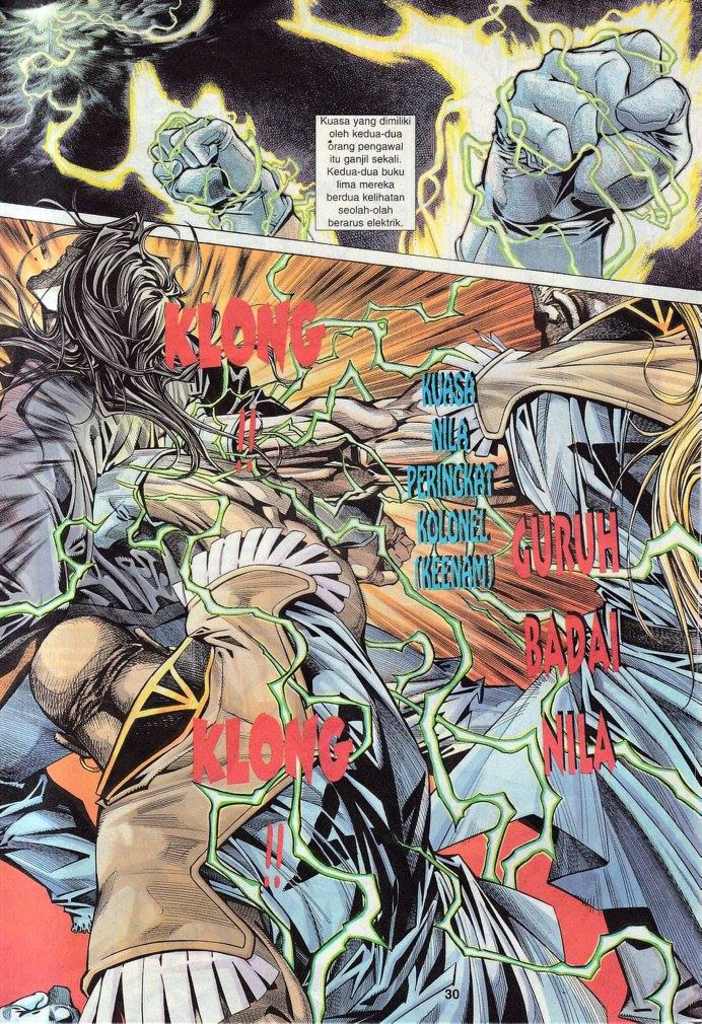 Kuasa yang dimiliki
oleh kedua-dua
orang pengawal
itu ganjil sekali.
Kedua-dua buku
lima mereka
berdua kelihatan
seolah-olah
berarus elektrik.
KLONG
!!
KUASA
NILA
PERINGKAT
KOLONEL
(KEENAM)
GURUH
BADAI
NILA
KLONG
!!
30